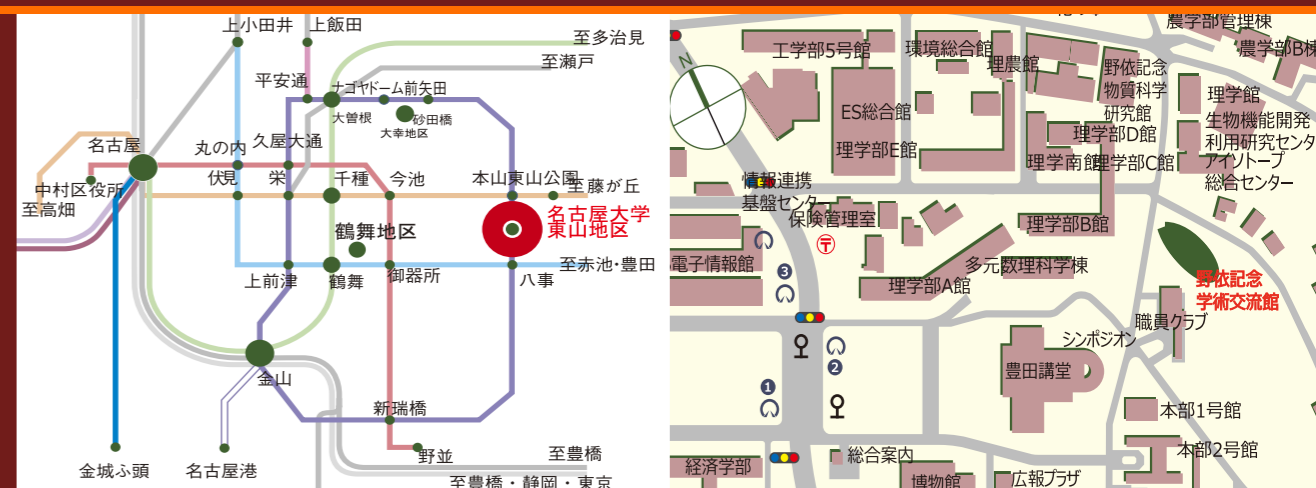 上小田井
上飯田
至多治見
至瀬戸
平安通
ナゴヤドーム前矢田
大曽根
砂田橋
大幸地区
名古屋
丸の内
久屋大通
中村区役所
伏見
栄
千種
今池
本山
東山公園
至藤が丘
至高畑
名古屋大学
東山地区
鶴舞地区
上前津
鶴舞
御器所
八事
至赤池・豊田
金山
新瑞橋
野並
金城ふ頭
名古屋港
至豊橋
至豊橋・静岡・東京
N
農学部管理棟
工学部5号館
環境総合館
理農館
農学部B棟
野依記念
物質科学
研究館
理学館
ES総合館
生物機能開発
利用研究センタ
理学部D館
理学部E館
理学南館
理学部C館
アイソトープ
総合センター
情報連携
基盤センター
保険管理室
〒
理学部B館
電子情報館
3
多元数理科学棟
理学部A館
野依記念
学術交流館
職員クラブ
シンポジオン
2
豊田講堂
1
本部1号館
本部2号館
経済学部
総合案内
博物館
広報プラザ